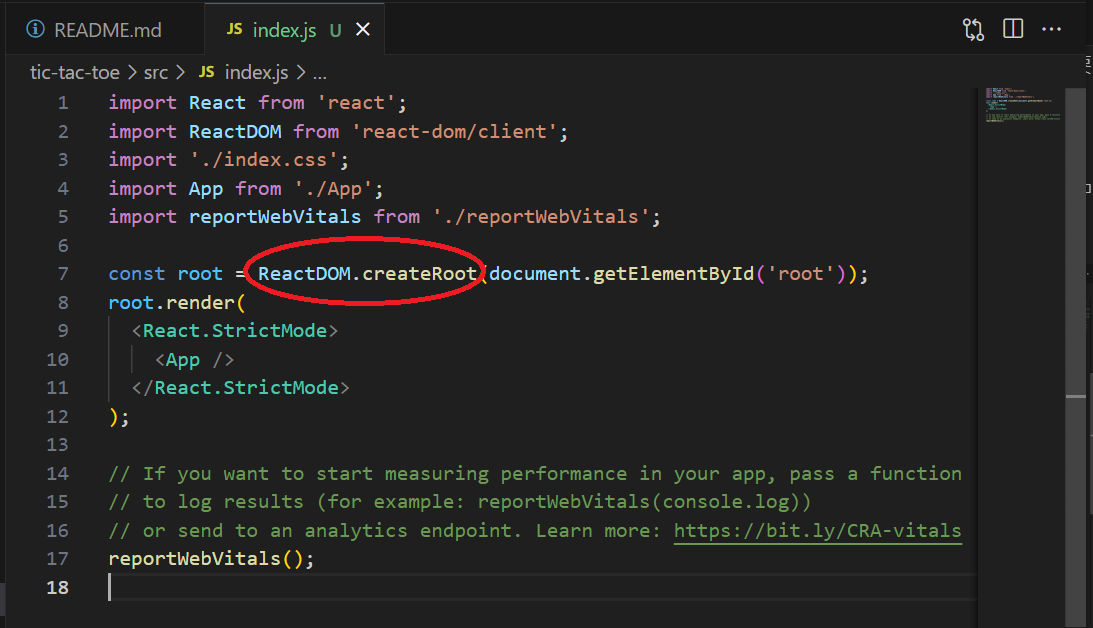 README.md
JS index.js U
tic-tac-toe > src > JS index.js > ...
1 import React from 'react';
2 import ReactDOM from 'react-dom/client';
3 import './index.css';
4 import App from './App';
5 import reportWebVitals from './reportWebVitals';
6
7 const root = ReactDOM.createRoot(document.getElementById('root'));
8 root.render(
9 <React.StrictMode>
10 <App />
11 </React.StrictMode>
12 );
13
14 // If you want to start measuring performance in your app, pass a function
15 // to log results (for example: reportWebVitals(console.log))
16 // or send to an analytics endpoint. Learn more: https://bit.ly/CRA-vitals
17 reportWebVitals();
18